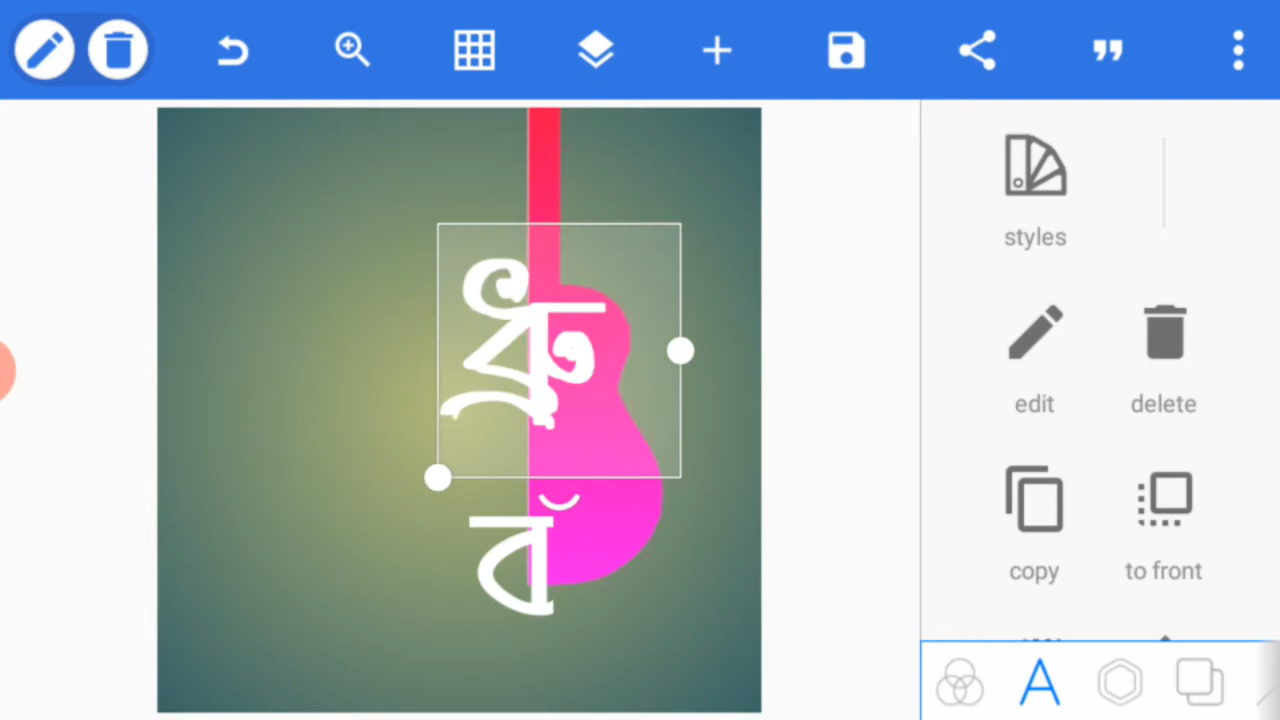 styles
edit
delete
copy
to front
ধ্রু
ব